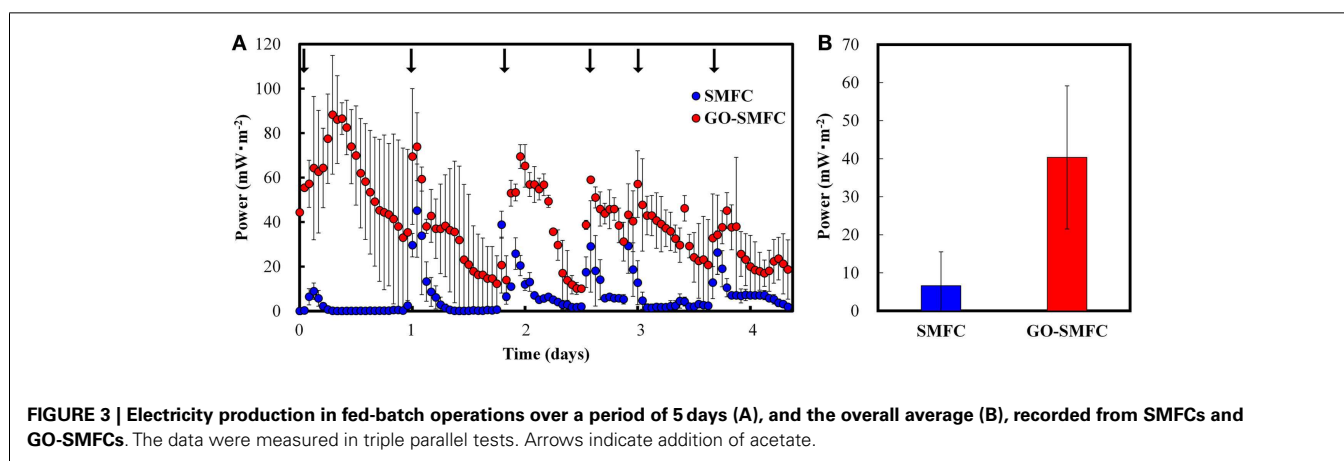 A
120
100
80
60
40
20
0
Power (mW・m-2)
SMFC
GO-SMFC
0 1 2 3 4
Time (days)
B
70
60
50
40
30
20
10
0
Power (mW・m-2)
SMFC GO-SMFC
FIGURE 3 | Electricity production in fed-batch operations over a period of 5 days (A), and the overall average (B), recorded from SMFCs and
GO-SMFCs. The data were measured in triple parallel tests. Arrows indicate addition of acetate.